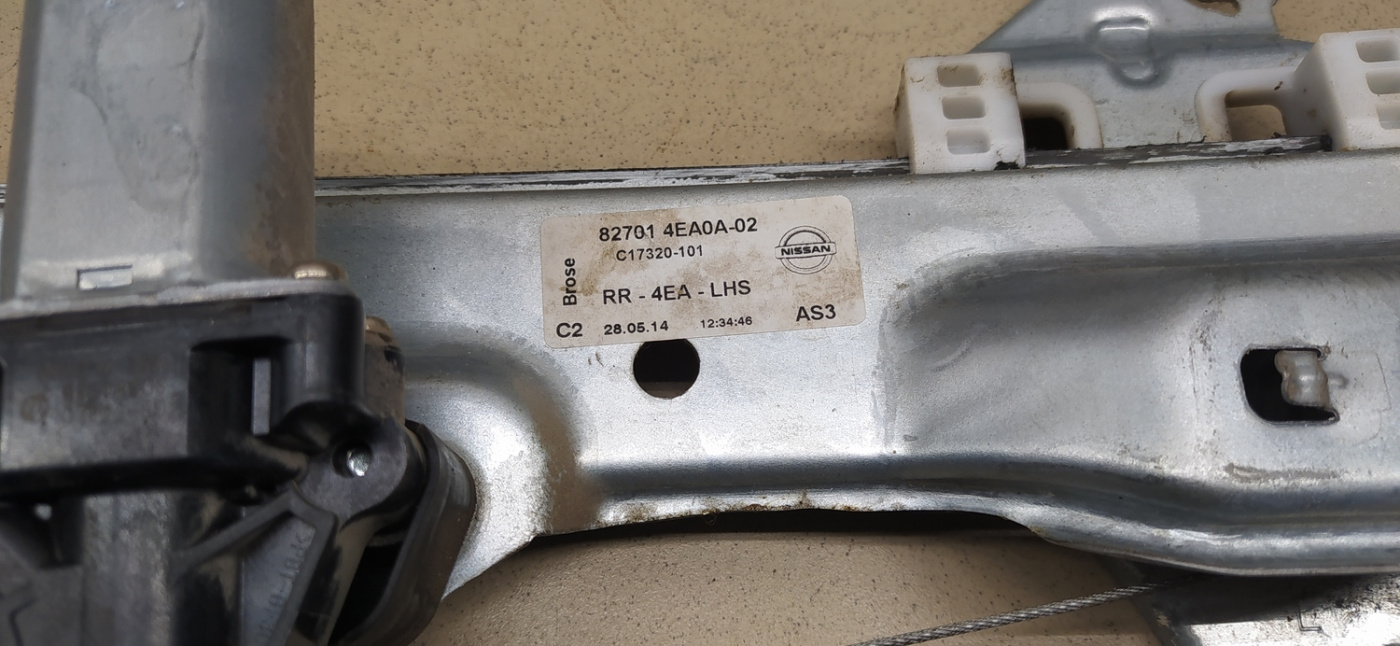 82701 4EA0A-02
C17320-101
NISSAN
Brose
RR - 4EA - LHS
C2 28.05.14 12:34:46 AS3